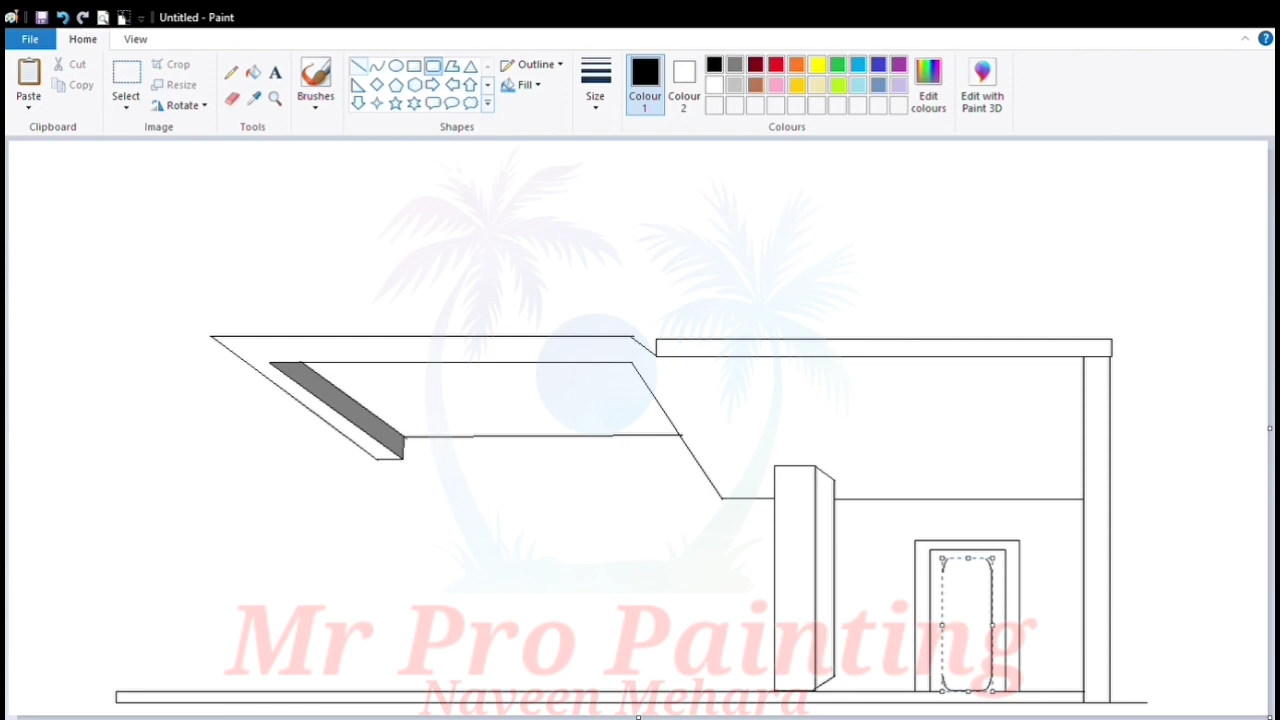 Untitled - Paint
File Home View
Cut
Copy
Paste
Clipboard
Select
Crop
Resize
Rotate
Image
Tools
Brushes
Outline
Fill
Shapes
Size
Colour 1
Colour 2
Edit colours
Colours
Edit with Paint 3D
Mr Pro Painting
Naveen Mehara